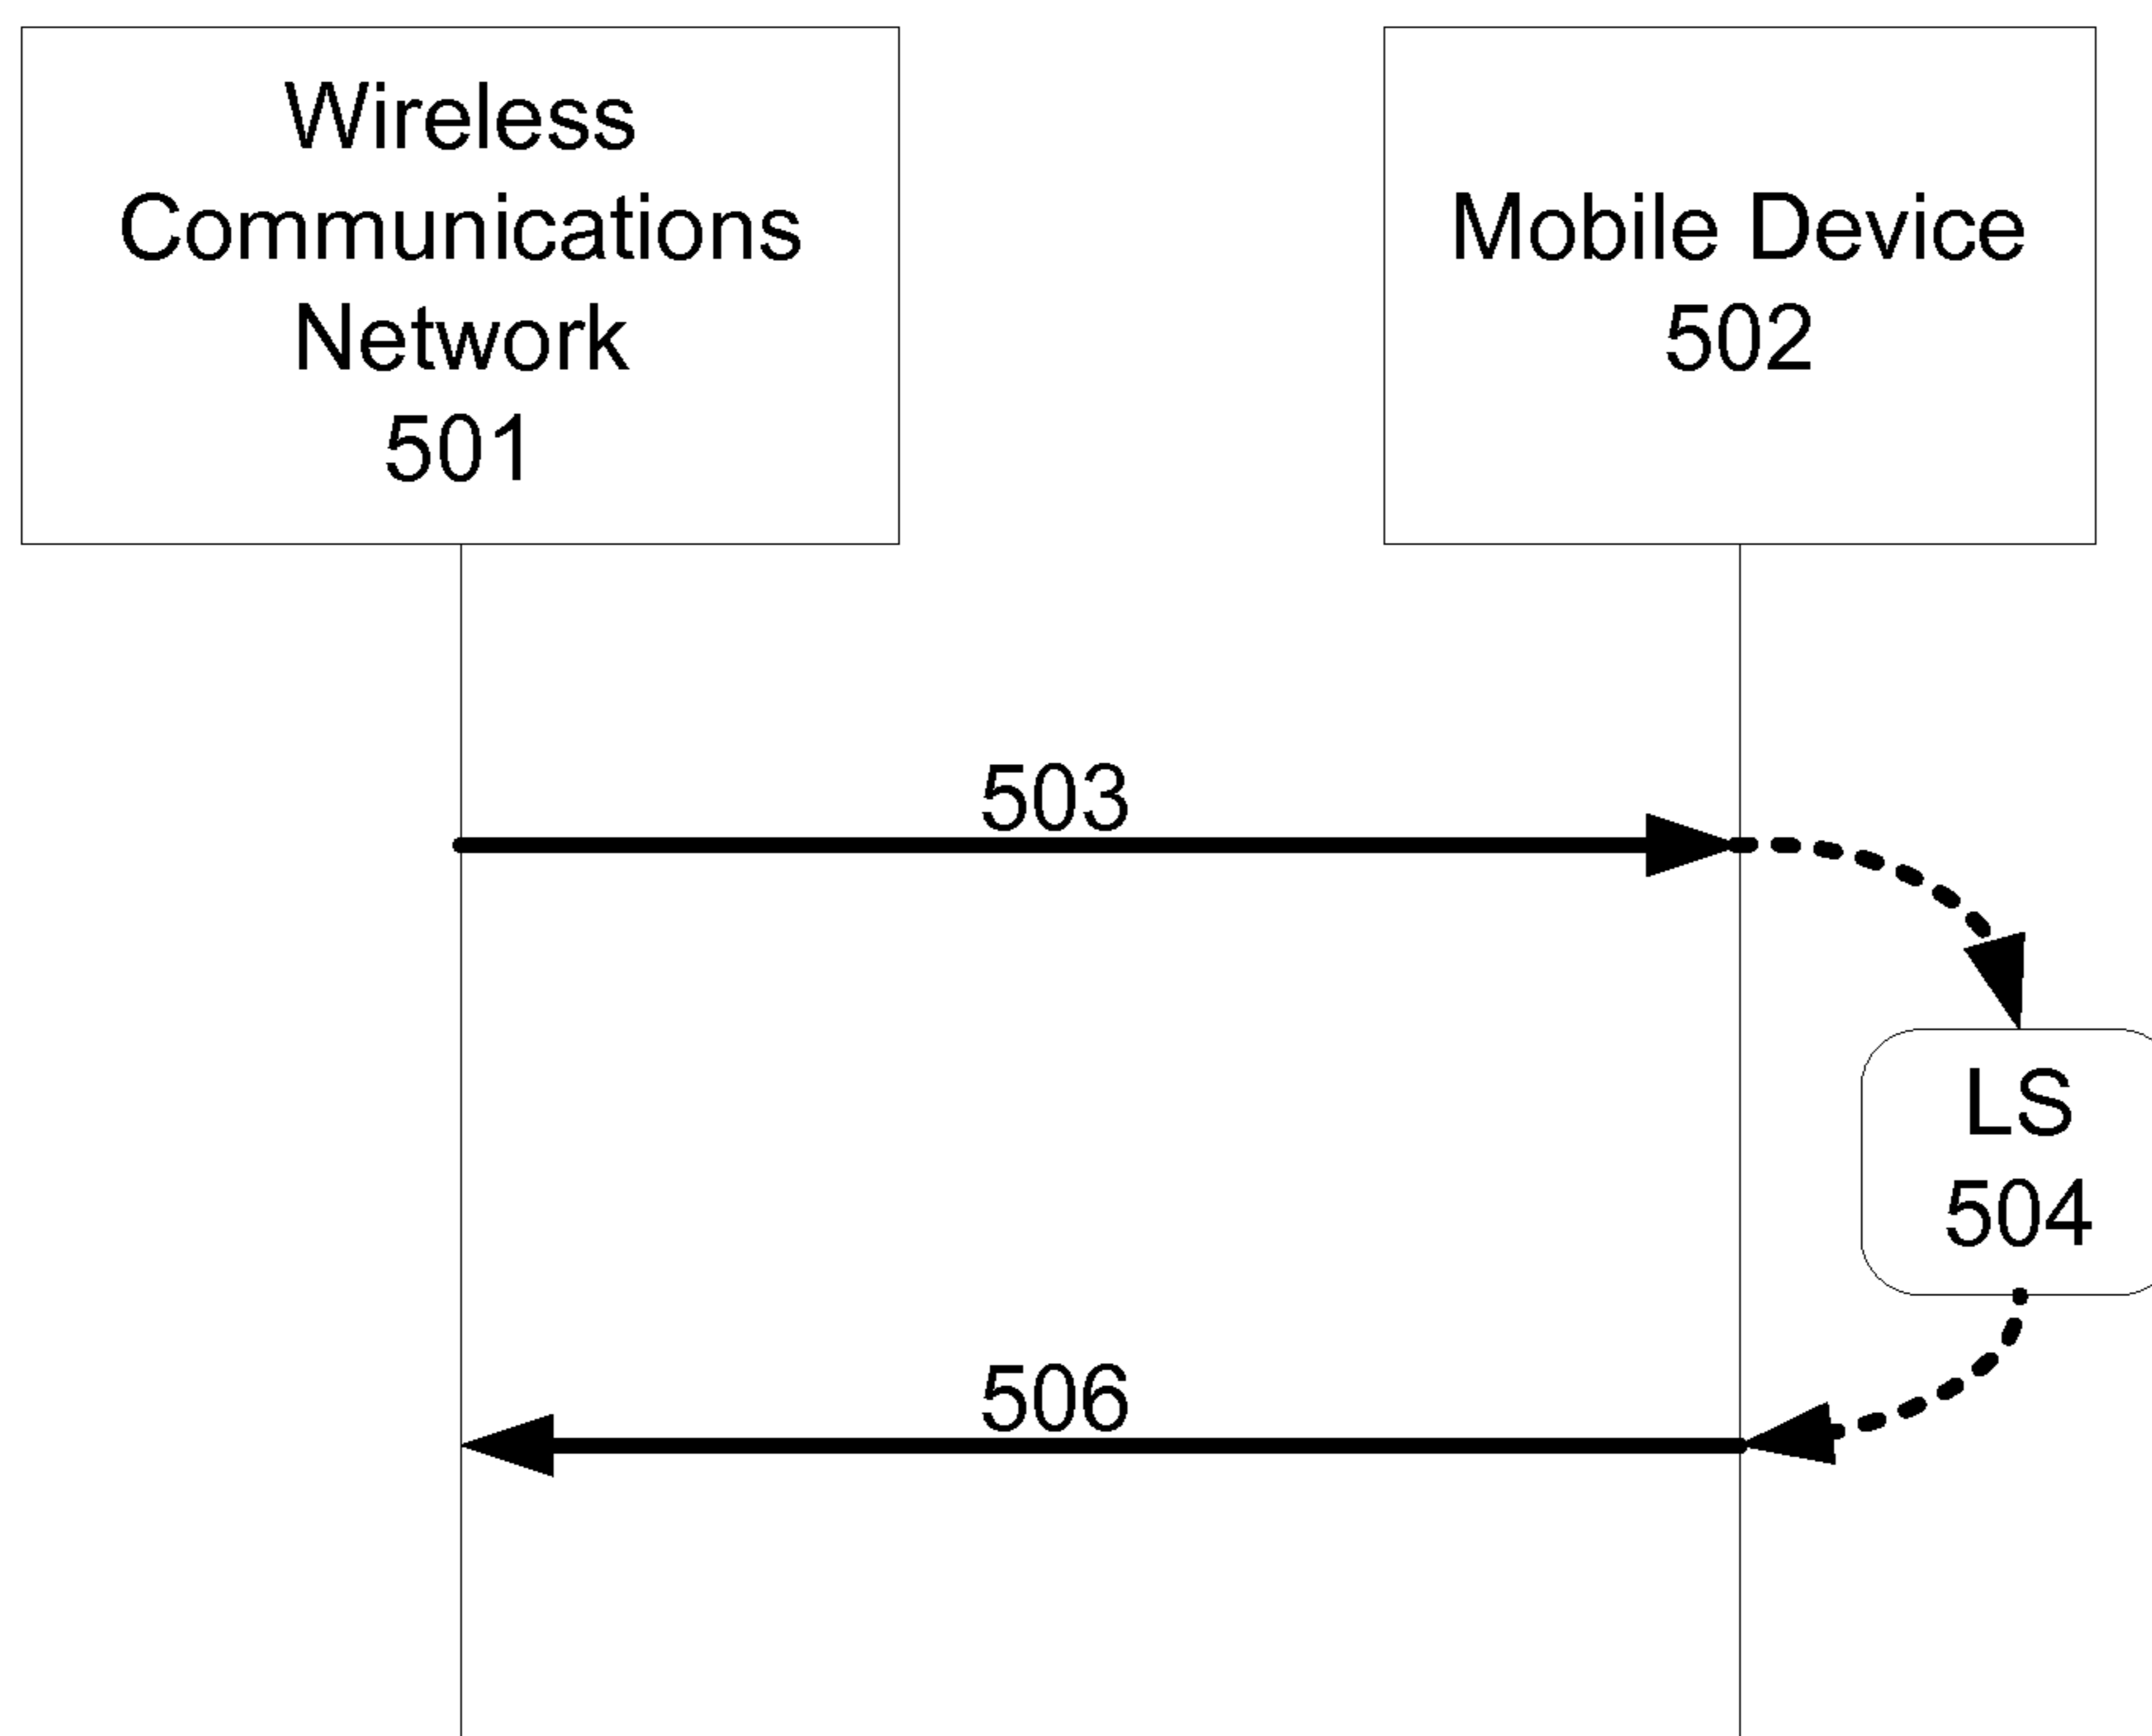 Wireless
Communications
Network
501
Mobile Device
502
503
LS
504
506